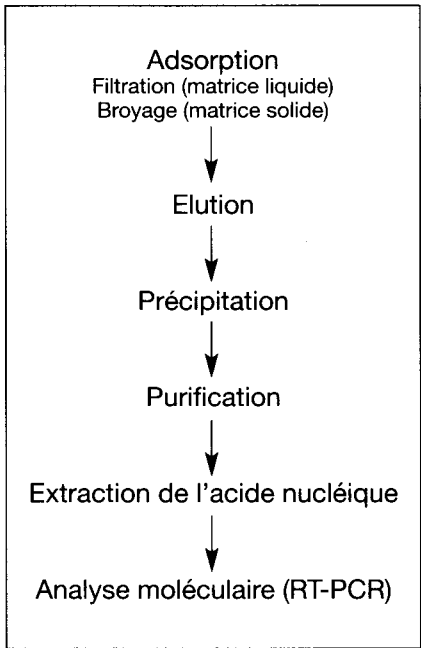 Adsorption
Filtration (matrice liquide)
Broyage (matrice solide)
Elution
Précipitation
Purification
Extraction de l'acide nucléique
Analyse moléculaire (RT-PCR)